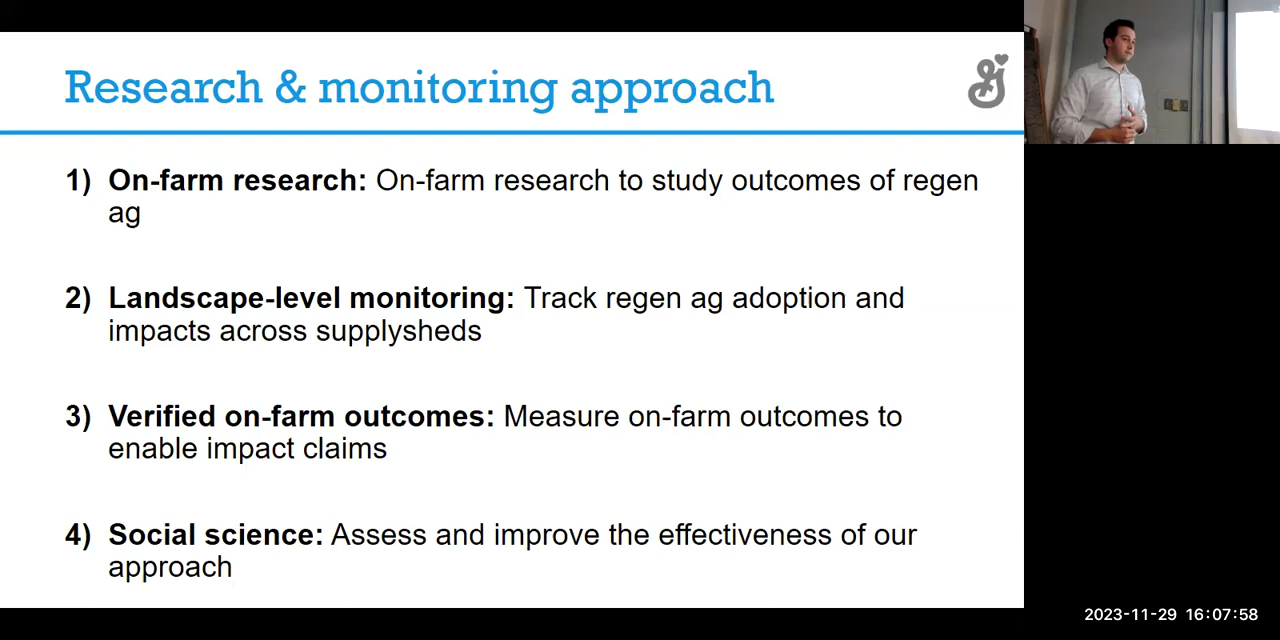 Research & monitoring approach
1) On-farm research: On-farm research to study outcomes of regen
ag
2) Landscape-level monitoring: Track regen ag adoption and
impacts across supplysheds
3) Verified on-farm outcomes: Measure on-farm outcomes to
enable impact claims
4) Social science: Assess and improve the effectiveness of our
approach
2023-11-29 16:07:58